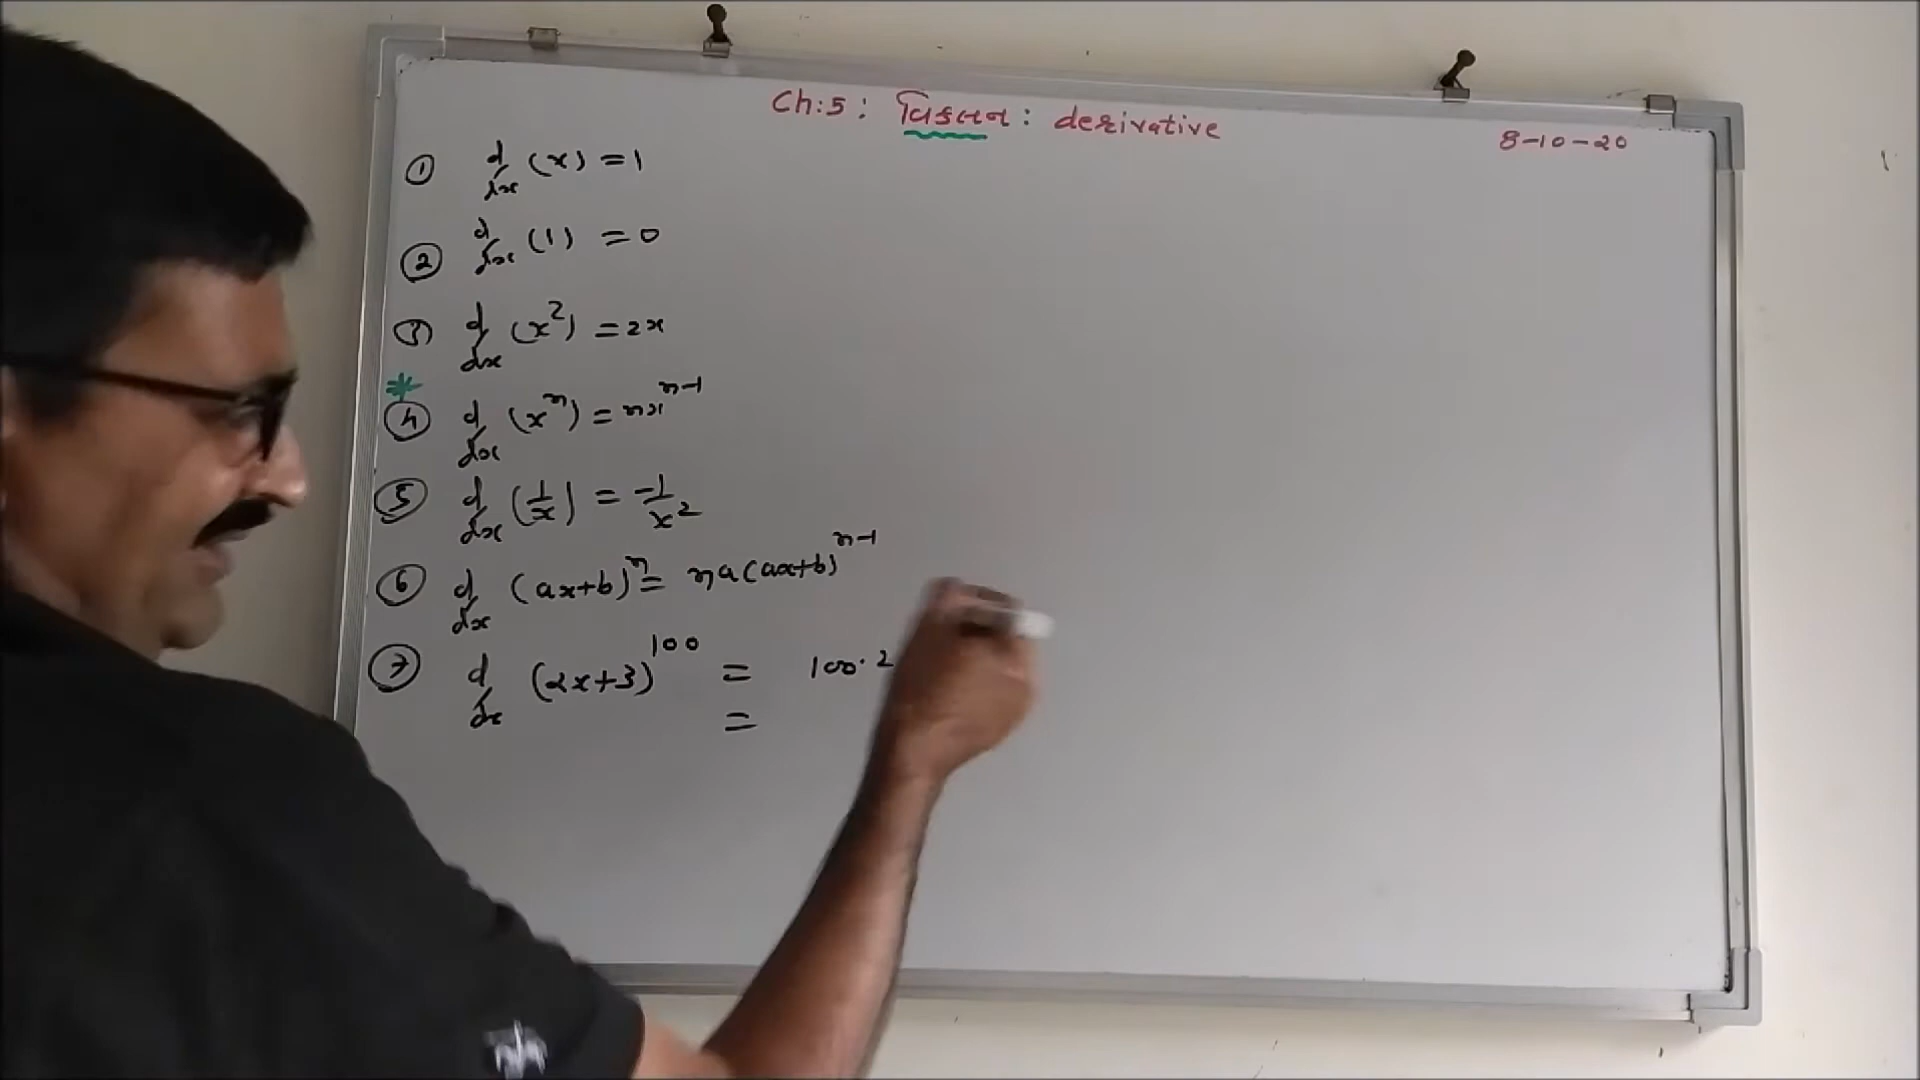 Ch:5: વિકલન: derivative
8-10-20
① d/dx (x) = 1
② d/dx (1) = 0
③ d/dx (x²) = 2x
*
④ d/dx (xⁿ) = nxⁿ⁻¹
⑤ d/dx (1/x) = -1/x²
⑥ d/dx (ax+b)ⁿ = na(ax+b)ⁿ⁻¹
⑦ d/dx (2x+3)¹⁰⁰ = 100·2
=